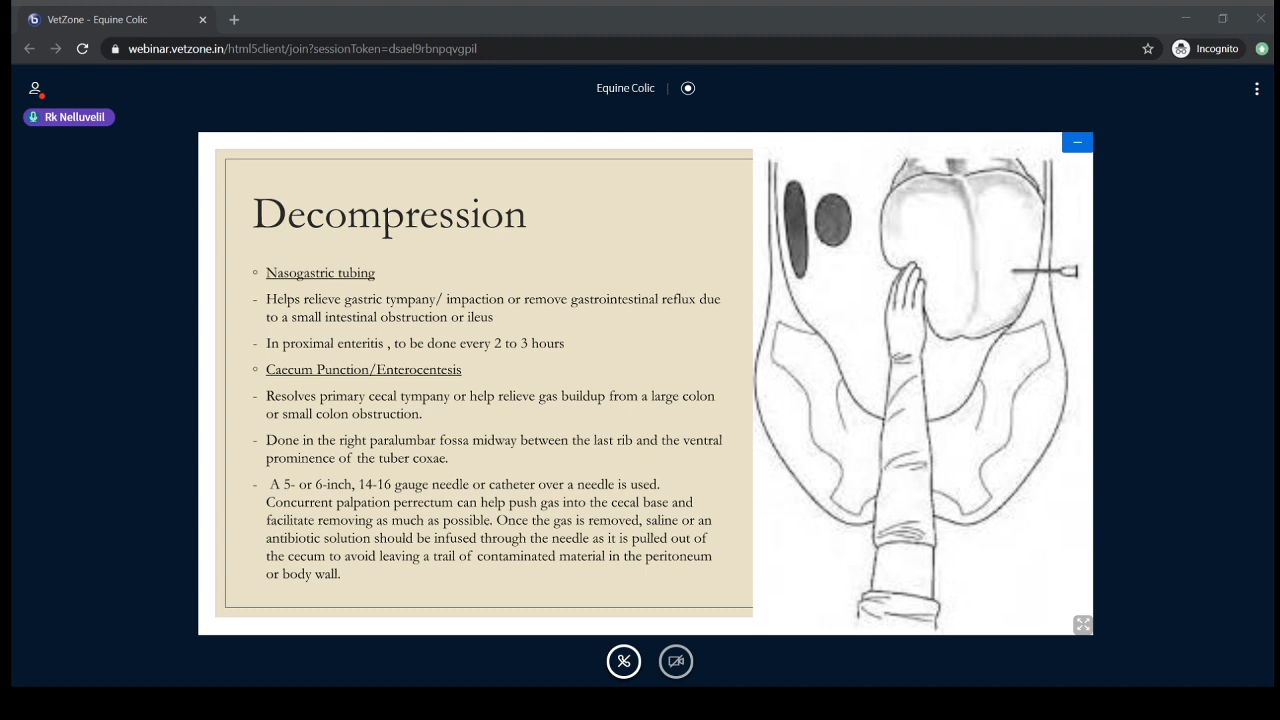 VetZone - Equine Colic
webinar.vetzone.in/html5client/join?sessionToken=dsael9rbnpqvgpil
Incognito
Equine Colic
Rk Nelluvelil
Decompression
◦ Nasogastric tubing
- Helps relieve gastric tympany/ impaction or remove gastrointestinal reflux due
to a small intestinal obstruction or ileus
- In proximal enteritis , to be done every 2 to 3 hours
◦ Caecum Punction/Enterocentesis
- Resolves primary cecal tympany or help relieve gas buildup from a large colon
or small colon obstruction.
- Done in the right paralumbar fossa midway between the last rib and the ventral
prominence of the tuber coxae.
- A 5- or 6-inch, 14-16 gauge needle or catheter over a needle is used.
Concurrent palpation perrectum can help push gas into the cecal base and
facilitate removing as much as possible. Once the gas is removed, saline or an
antibiotic solution should be infused through the needle as it is pulled out of
the cecum to avoid leaving a trail of contaminated material in the peritoneum
or body wall.